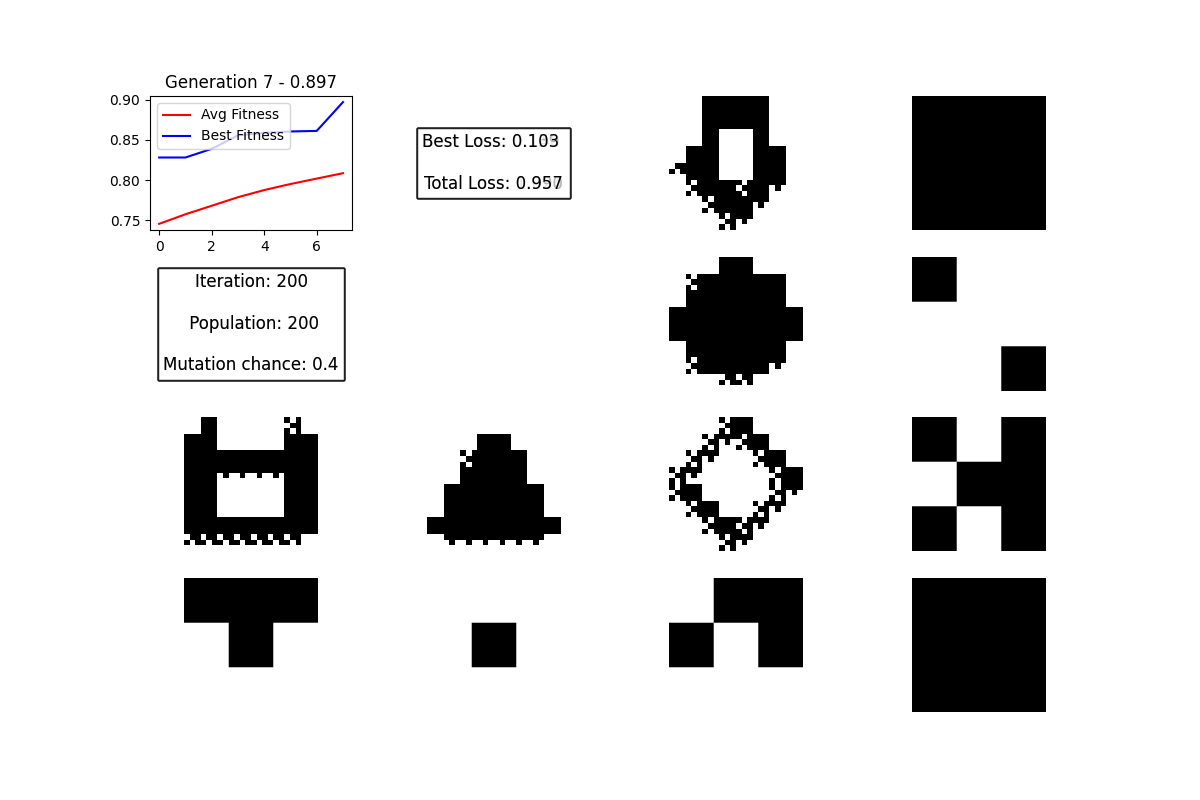 Generation 7 - 0.897
0.90
0.85
0.80
0.75
Avg Fitness
Best Fitness
0 2 4 6
Best Loss: 0.103
Total Loss: 0.957
Iteration: 200
Population: 200
Mutation chance: 0.4